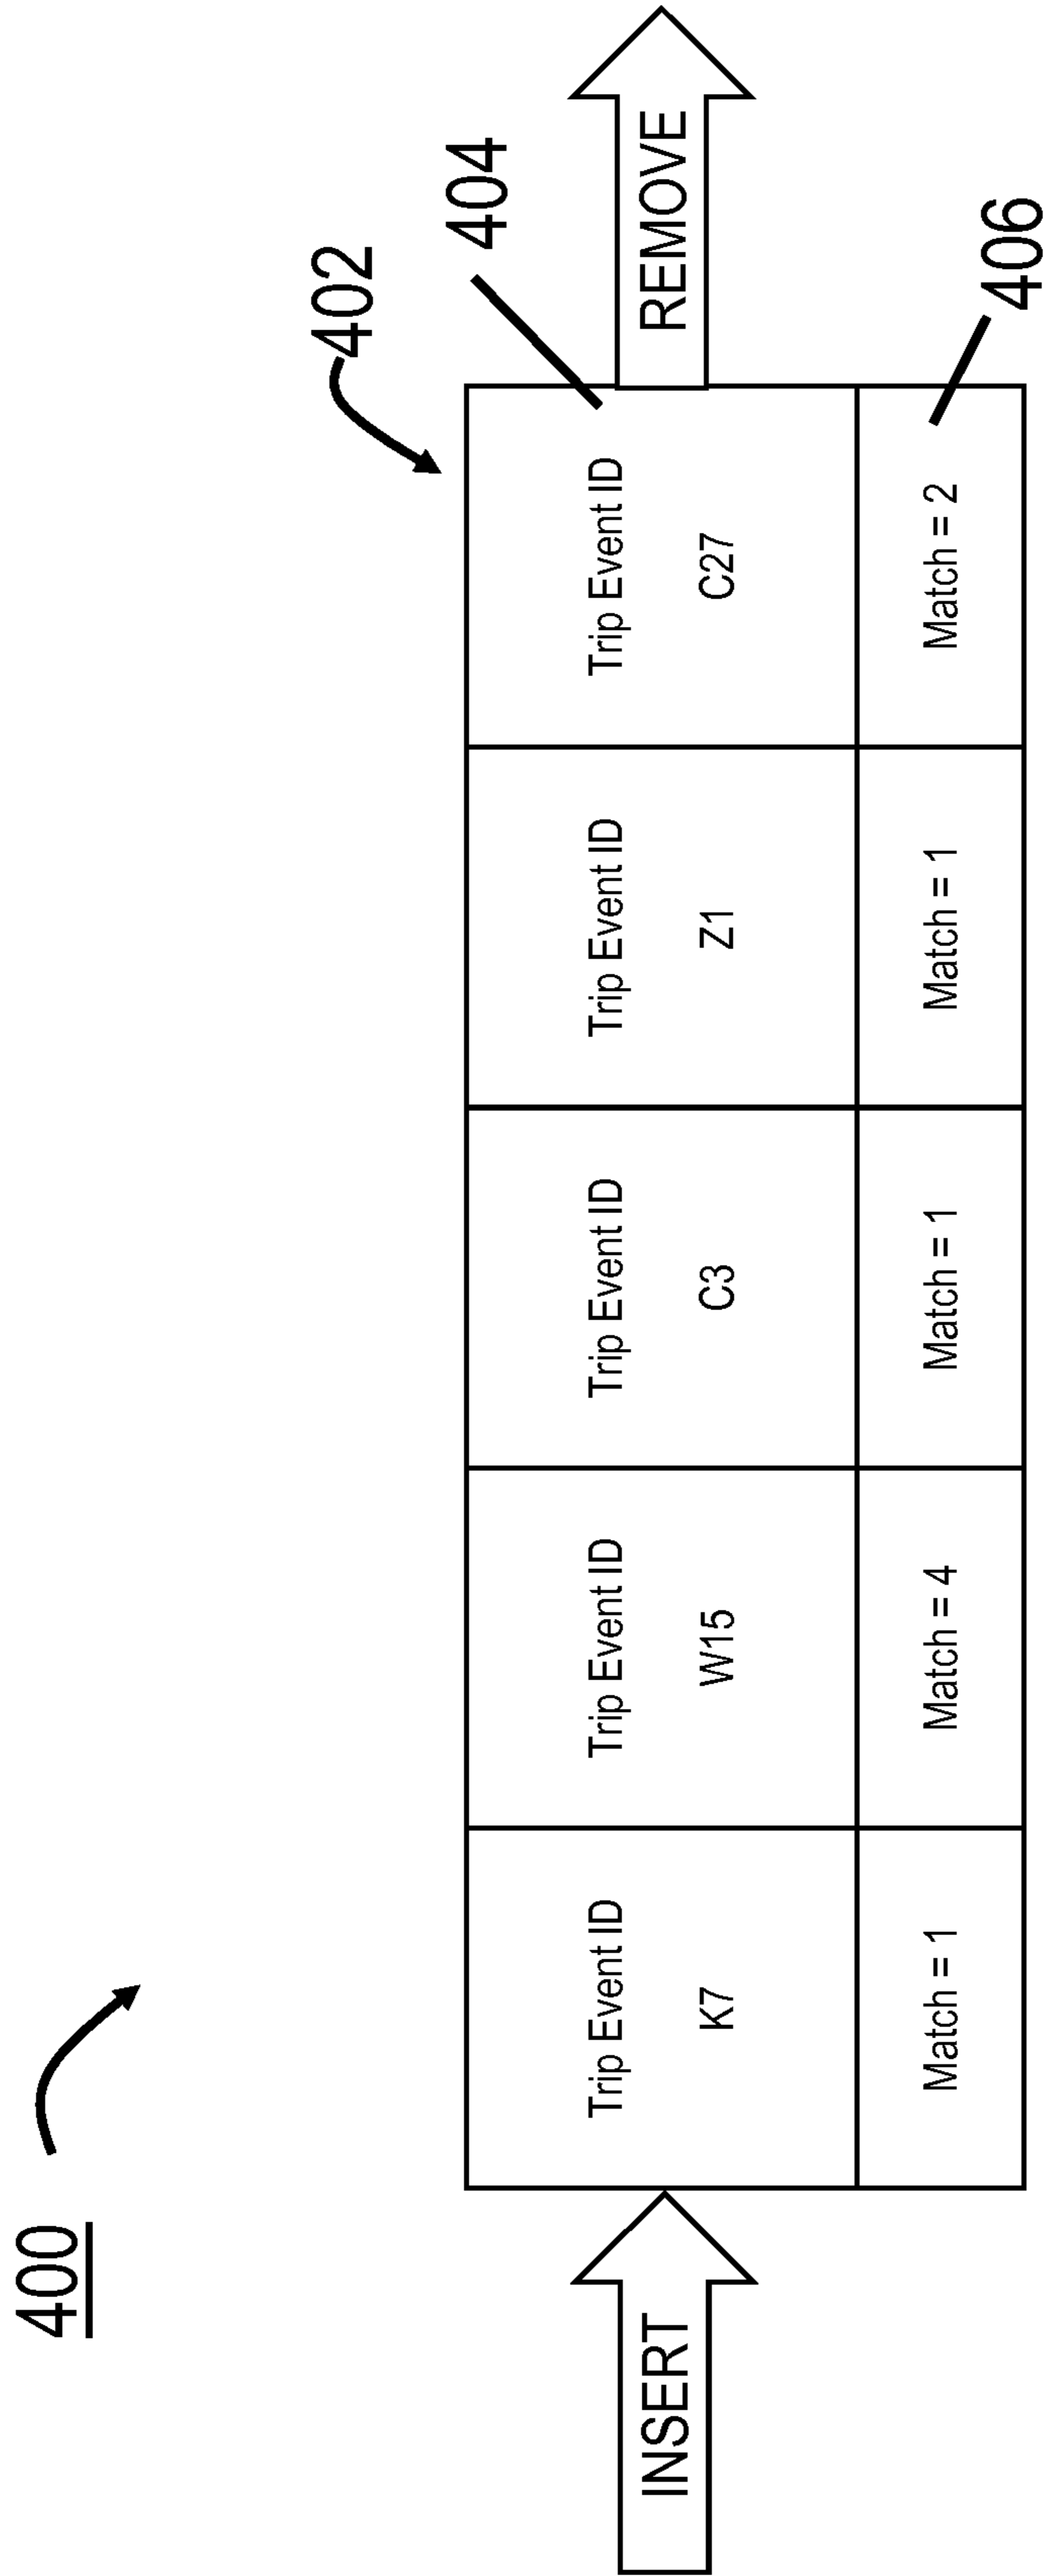 400
402
404
INSERT
REMOVE
Trip Event ID
K7
Match = 1
Trip Event ID
W15
Match = 4
Trip Event ID
C3
Match = 1
Trip Event ID
Z1
Match = 1
Trip Event ID
C27
Match = 2
406